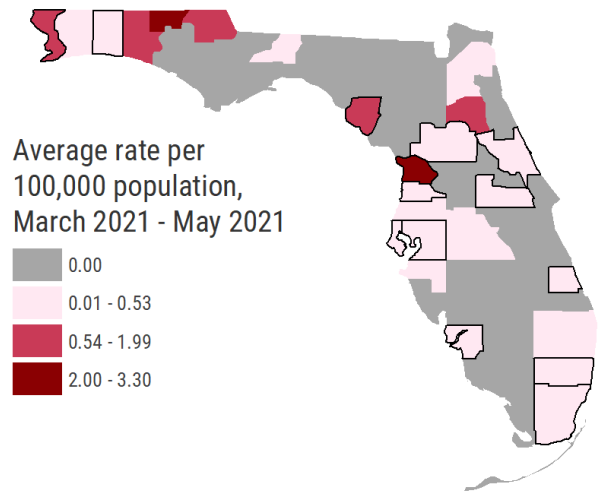 Average rate per
100,000 population,
March 2021 - May 2021
0.00
0.01 - 0.53
0.54 - 1.99
2.00 - 3.30